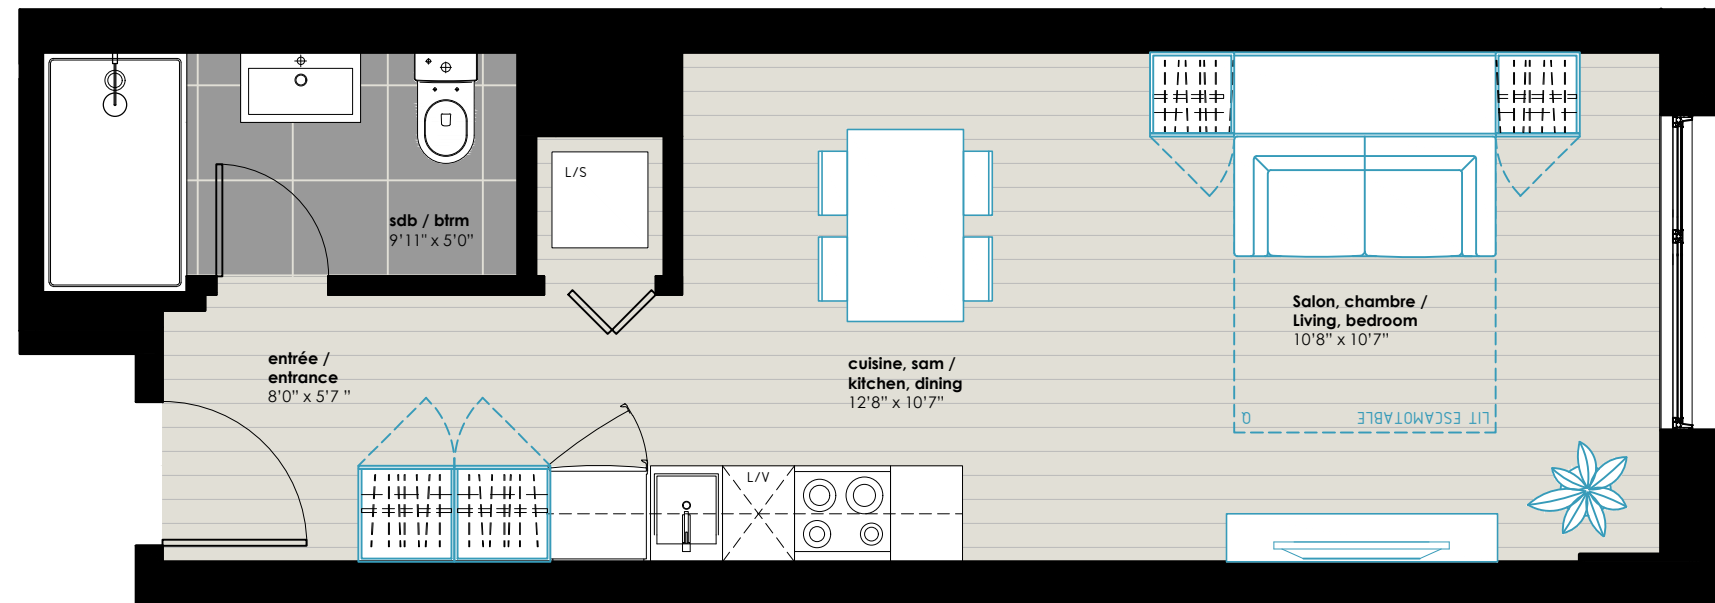 L/S
sdb / btrm
9’11" x 5’0”
Salon, chambre /
Living, bedroom
10’8” x 10’7”
entrée /
entrance
8’0” x 5’7 ”
cuisine, sam /
kitchen, dining
12’8” x 10’7”
LIT ESCAMOTABLE
Q
L/V